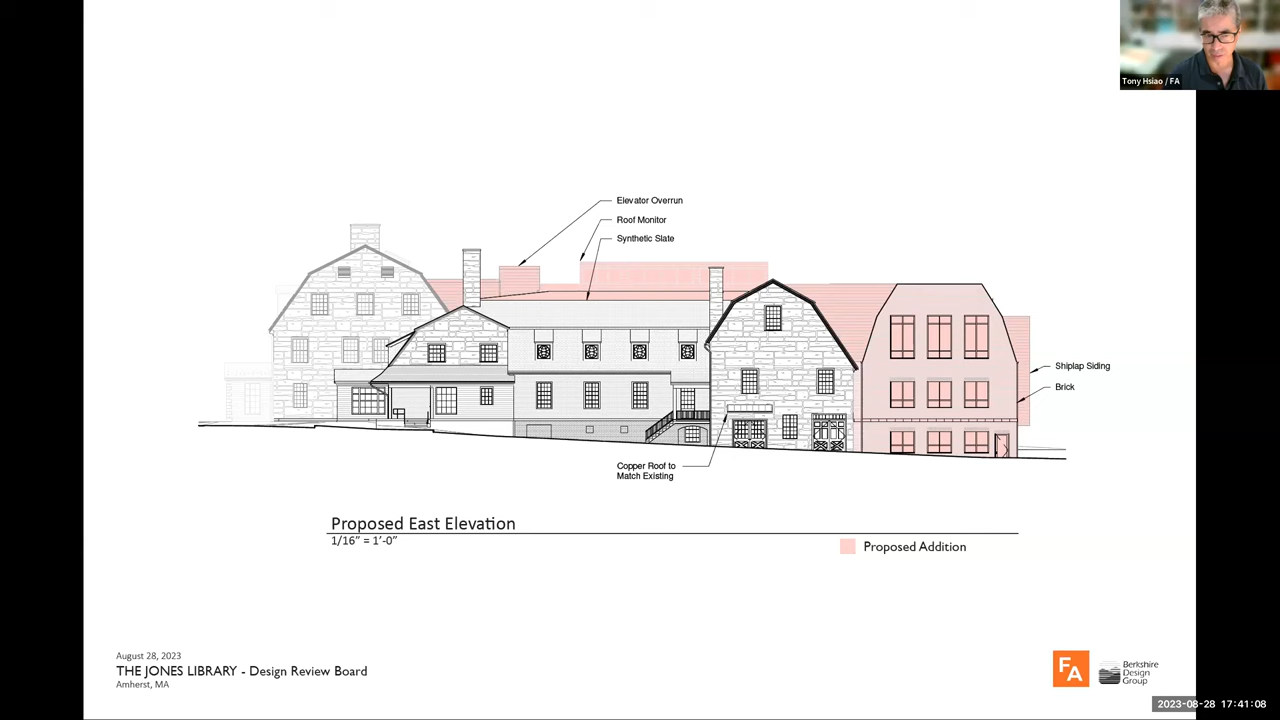 Tony Hsiao / FA
Elevator Overrun
Roof Monitor
Synthetic Slate
Shiplap Siding
Brick
Copper Roof to
Match Existing
Proposed East Elevation
1/16” = 1’-0”
Proposed Addition
August 28, 2023
THE JONES LIBRARY - Design Review Board
Amherst, MA
FA
Berkshire
Design
Group
2023-08-28 17:41:08